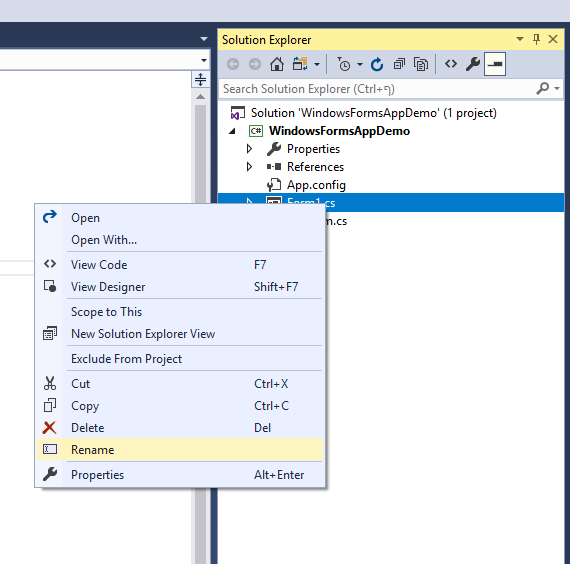 Solution Explorer
Search Solution Explorer (Ctrl+ף)
Solution 'WindowsFormsAppDemo' (1 project)
C# WindowsFormsAppDemo
Properties
References
App.config
Form1.cs
m.cs
Open
Open With...
View Code F7
View Designer Shift+F7
Scope to This
New Solution Explorer View
Exclude From Project
Cut Ctrl+X
Copy Ctrl+C
Delete Del
Rename
Properties Alt+Enter